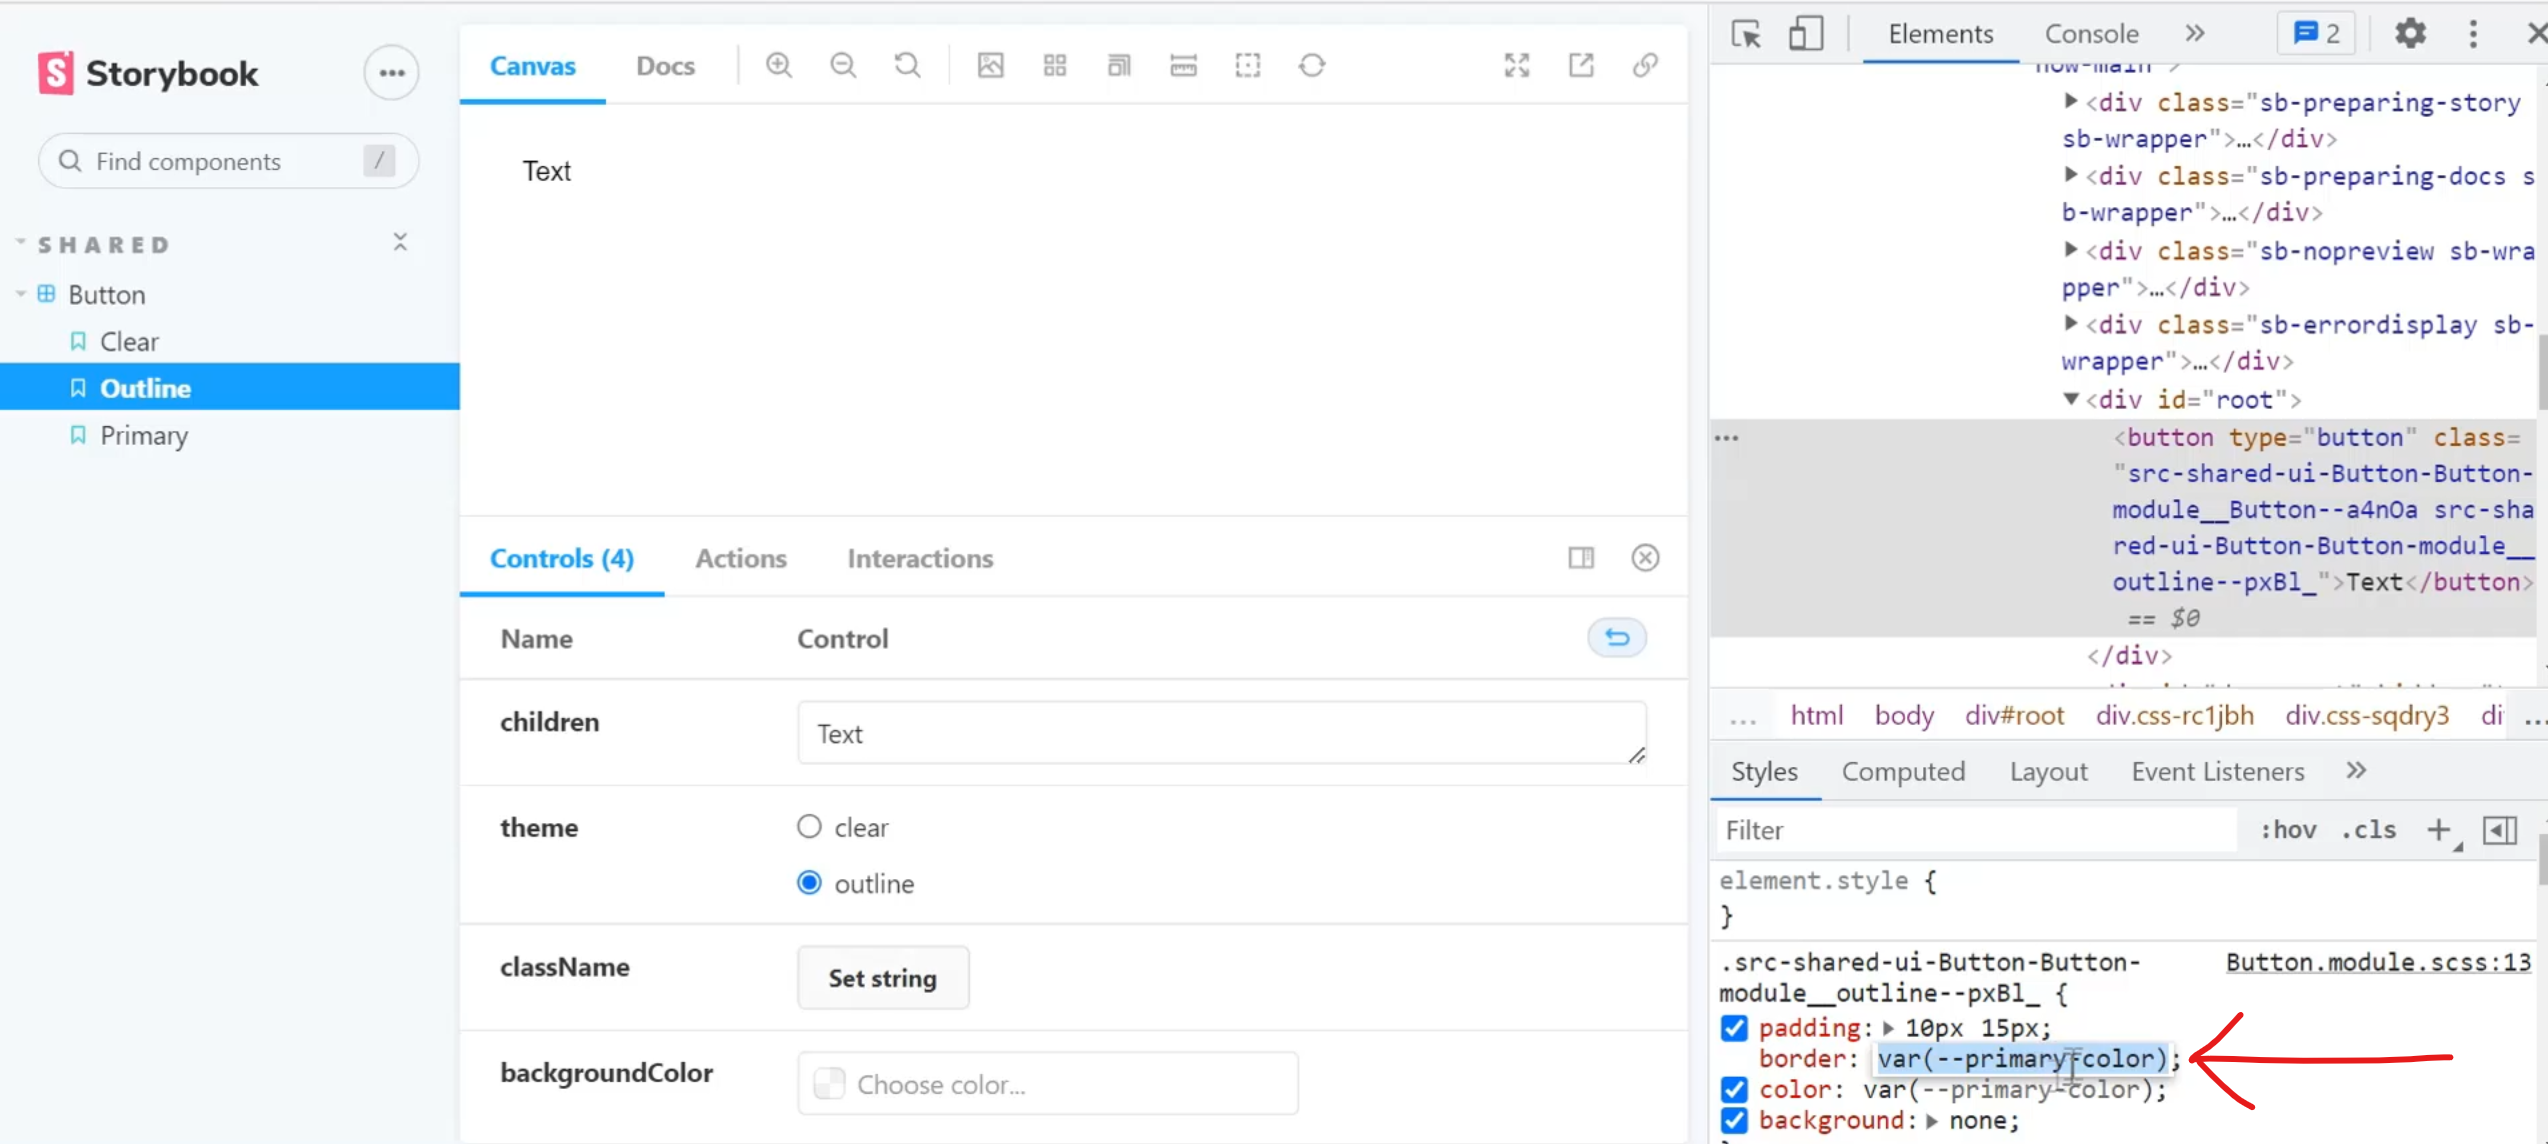 Storybook
Find components
/
SHARED
Button
Clear
Outline
Primary
Canvas
Docs
Text
Controls (4)
Actions
Interactions
Name
Control
children
Text
theme
clear
outline
className
Set string
backgroundColor
Choose color...
Elements
Console
2
<div class="sb-preparing-story
sb-wrapper">…</div>
<div class="sb-preparing-docs s
b-wrapper">…</div>
<div class="sb-nopreview sb-wra
pper">…</div>
<div class="sb-errordisplay sb-
wrapper">…</div>
<div id="root">
<button type="button" class=
"src-shared-ui-Button-Button-
module__Button--a4nOa src-sha
red-ui-Button-Button-module__
outline--pxBl_">Text</button>
== $0
</div>
... html body div#root div.css-rc1jbh div.css-sqdry3 di ...
Styles
Computed
Layout
Event Listeners
Filter
:hov .cls +
element.style {
}
.src-shared-ui-Button-Button- Button.module.scss:13
module__outline--pxBl_ {
padding: 10px 15px;
border: var(--primary-color);
color: var(--primary-color);
background: none;